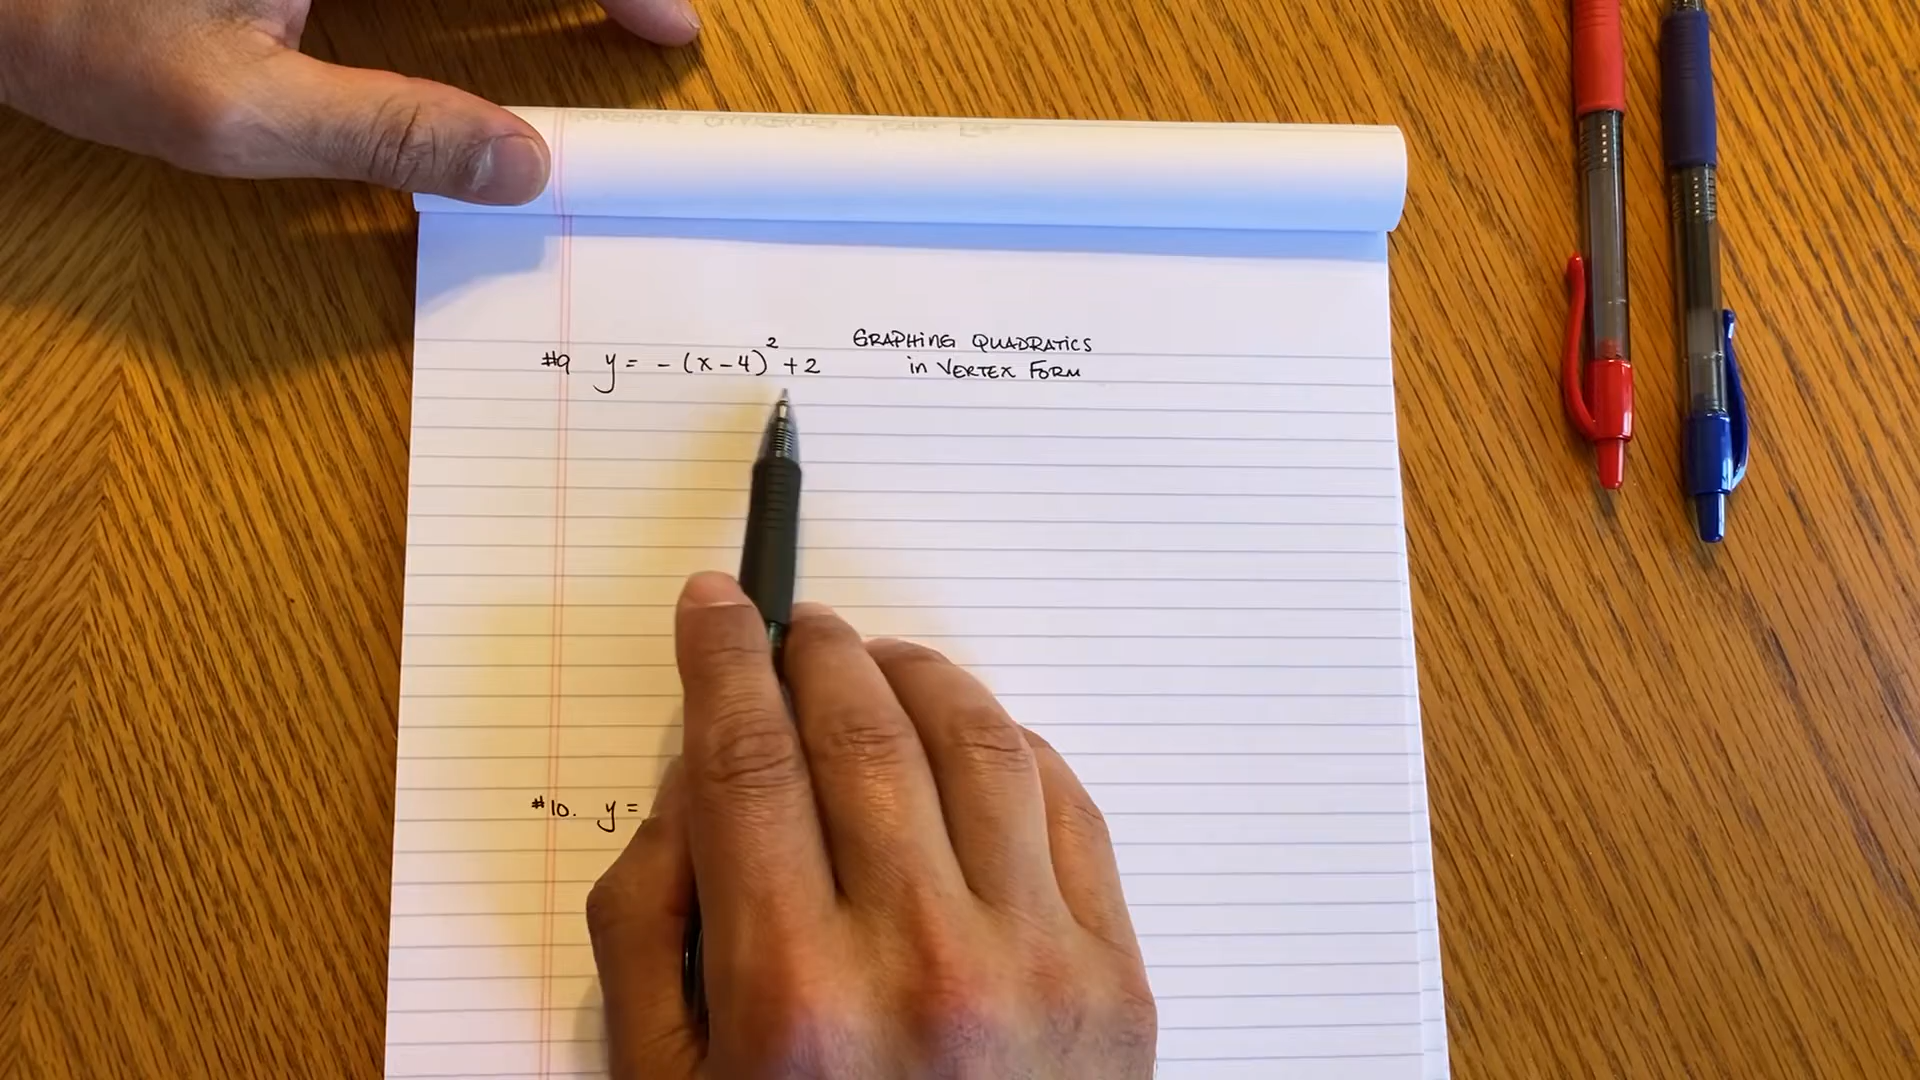 #9 y = -(x-4)² +2
GRAPHING QUADRATICS
in VERTEX FORM
#10. y =